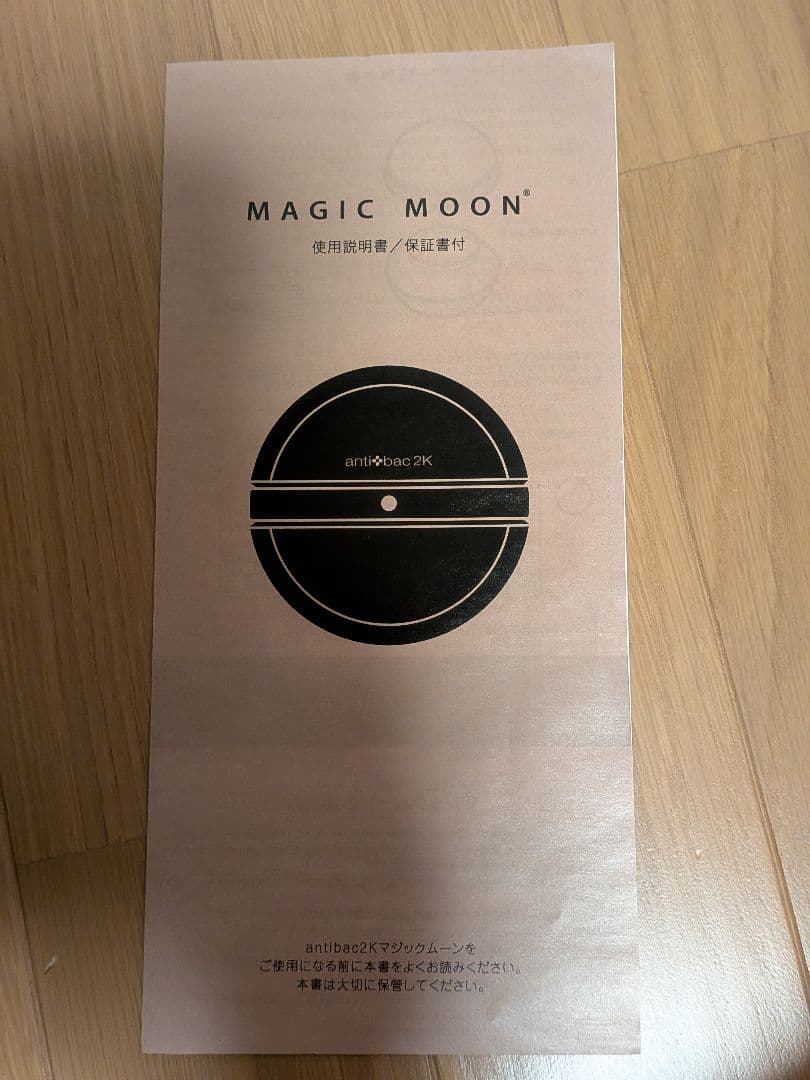 MAGIC MOON®
使用説明書／保証書付
anti✤bac 2K
antibac2Kマジックムーンを
ご使用になる前に本書をよくお読みください。
本書は大切に保管してください。